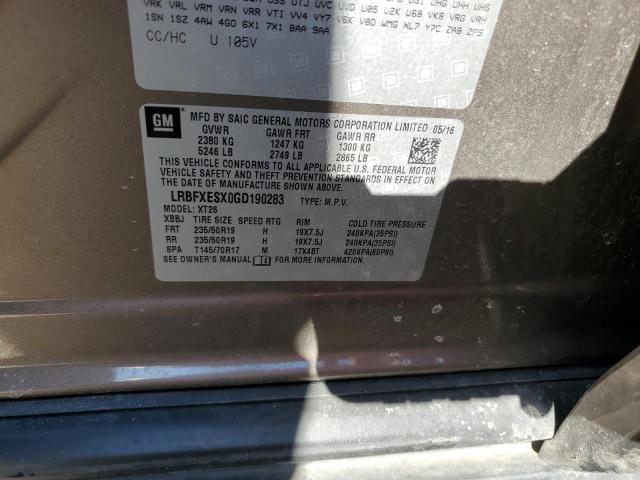 VRK VRL VRM VRN VRR VTI VV4 VY7 V6K V8D WMG XL7 Y7C ZAB ZP5
1SN 1SZ 4AW 4GO 6X1 7X1 8AA 9AA
CC/HC U 105V
GM
MFD BY SAIC GENERAL MOTORS CORPORATION LIMITED 05/16
GVWR GAWR FRT GAWR RR
2380 KG 1247 KG 1300 KG
5246 LB 2749 LB 2865 LB
THIS VEHICLE CONFORMS TO ALL APPLICABLE U.S. FEDERAL
MOTOR VEHICLE SAFETY, BUMPER, AND THEFT PREVENTION STANDARDS
IN EFFECT ON THE DATE OF MANUFACTURE SHOWN ABOVE.
LRBFXESX0GD190283 TYPE: M.P.V.
MODEL: XT26
XBBJ TIRE SIZE SPEED RTG RIM COLD TIRE PRESSURE
FRT 235/50R19 H 19X7.5J 240KPA(35PSI)
RR 235/50R19 H 19X7.5J 240KPA(35PSI)
SPA T145/70R17 M 17X4BT 420KPA(60PSI)
SEE OWNER'S MANUAL FOR MORE INFORMATION.